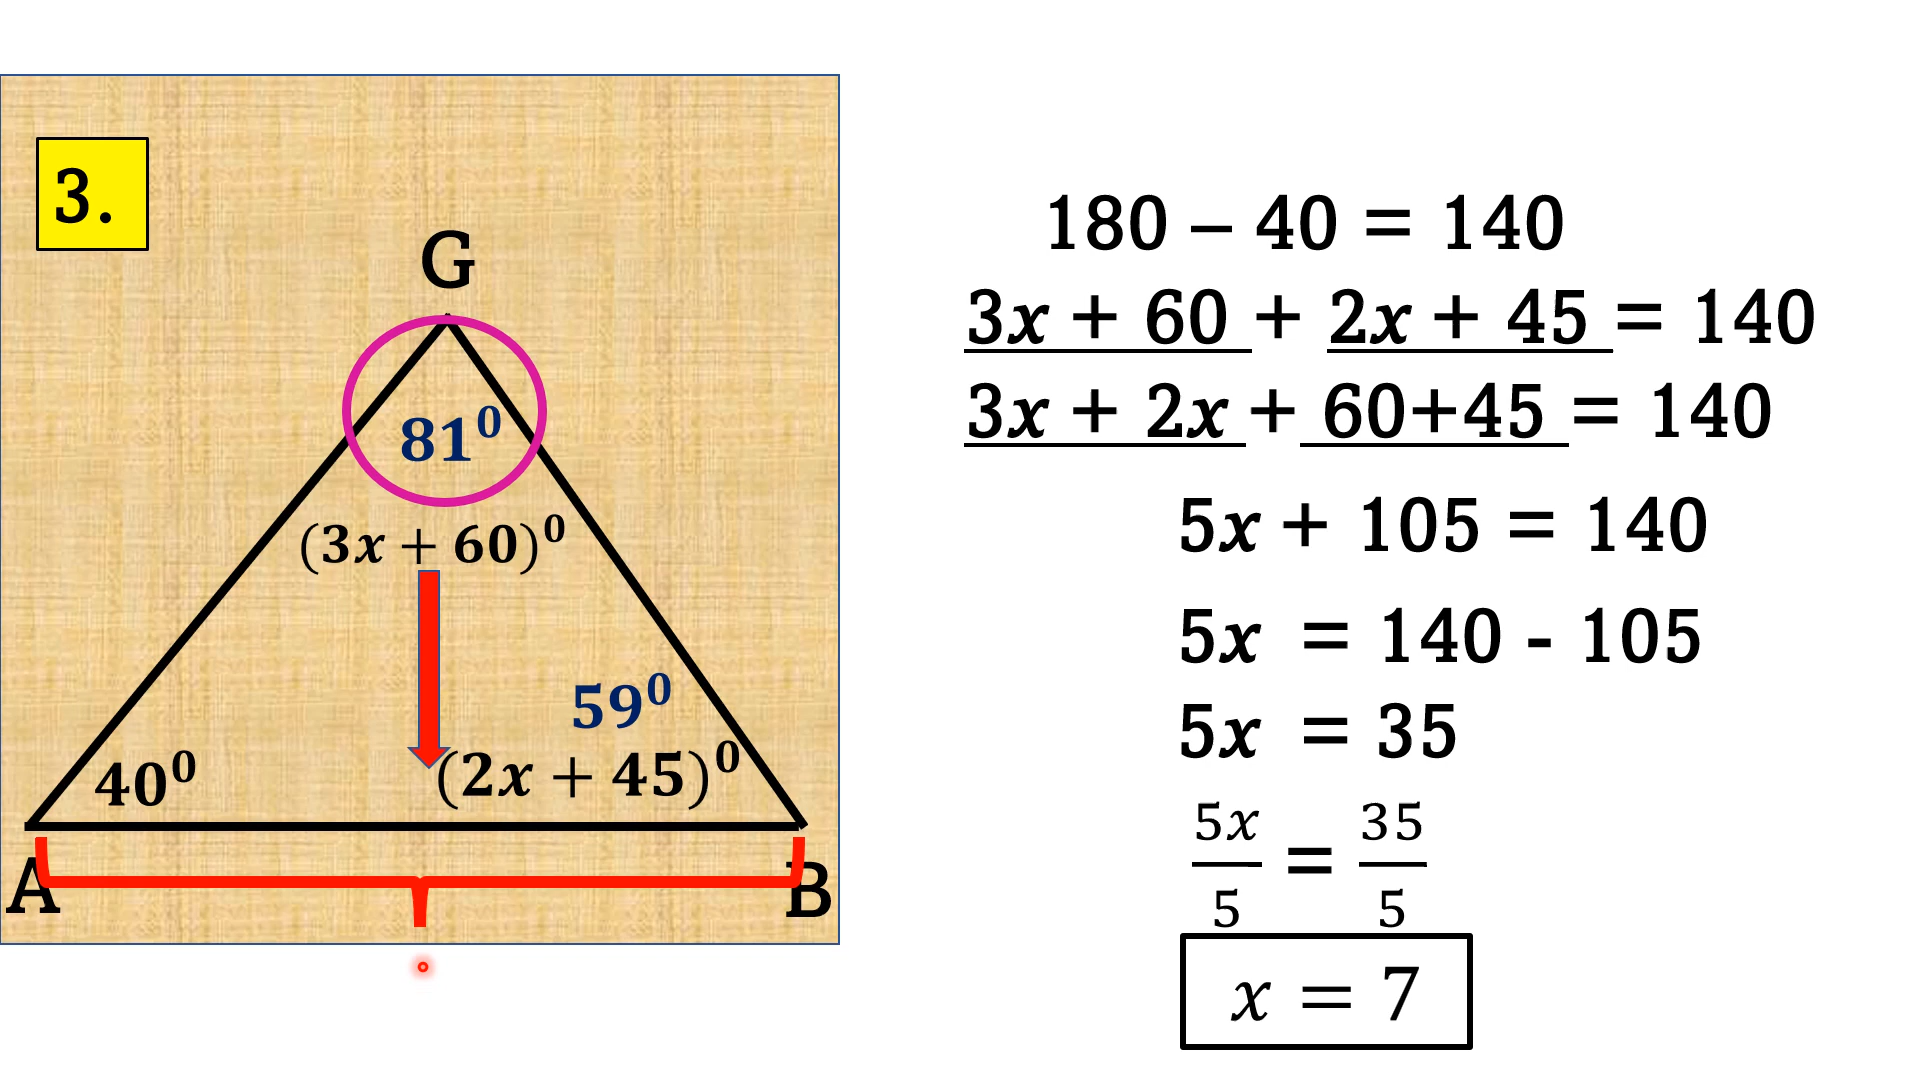 3.
G
81⁰
(3x + 60)⁰
59⁰
40⁰
(2x + 45)⁰
A
B
180 – 40 = 140
3x + 60 + 2x + 45 = 140
3x + 2x + 60+45 = 140
5x + 105 = 140
5x = 140 - 105
5x = 35
5x/5 = 35/5
x = 7